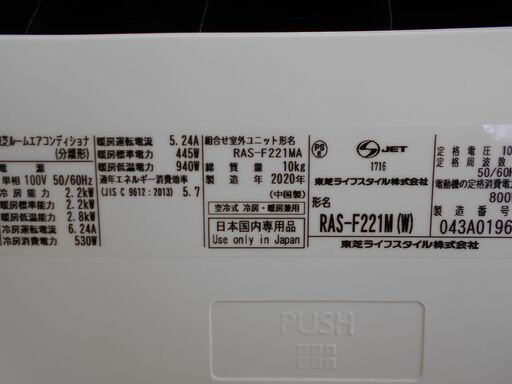 芝ルームエアコンディショナ
(分離形)
電 源
単相 100V 50/60Hz
冷房能力 2.2kW
暖房標準能力 2.2kW
暖房低温能力 2.8kW
冷房運転電流 6.24A
冷房消費電力 530W
暖房運転電流 5.24A
暖房標準電力 445W
暖房低温電力 940W
通年エネルギー消費効率
(JIS C 9612:2013) 5.7
組合せ室外ユニット形名
RAS-F221MA
総 質 量 10kg
製 造 年 2020年
(中国製)
空冷式 冷房・暖房兼用
日本国内専用品
Use only in Japan
PS
E
JET
1716
東芝ライフスタイル株式会社
形名
RAS-F221M(W)
東芝ライフスタイル株式会社
定 格 電 圧 10
定 格 周 波 数
50/60H
電動機の定格消費電力
800
製 造 番 号
043A0196
PUSH